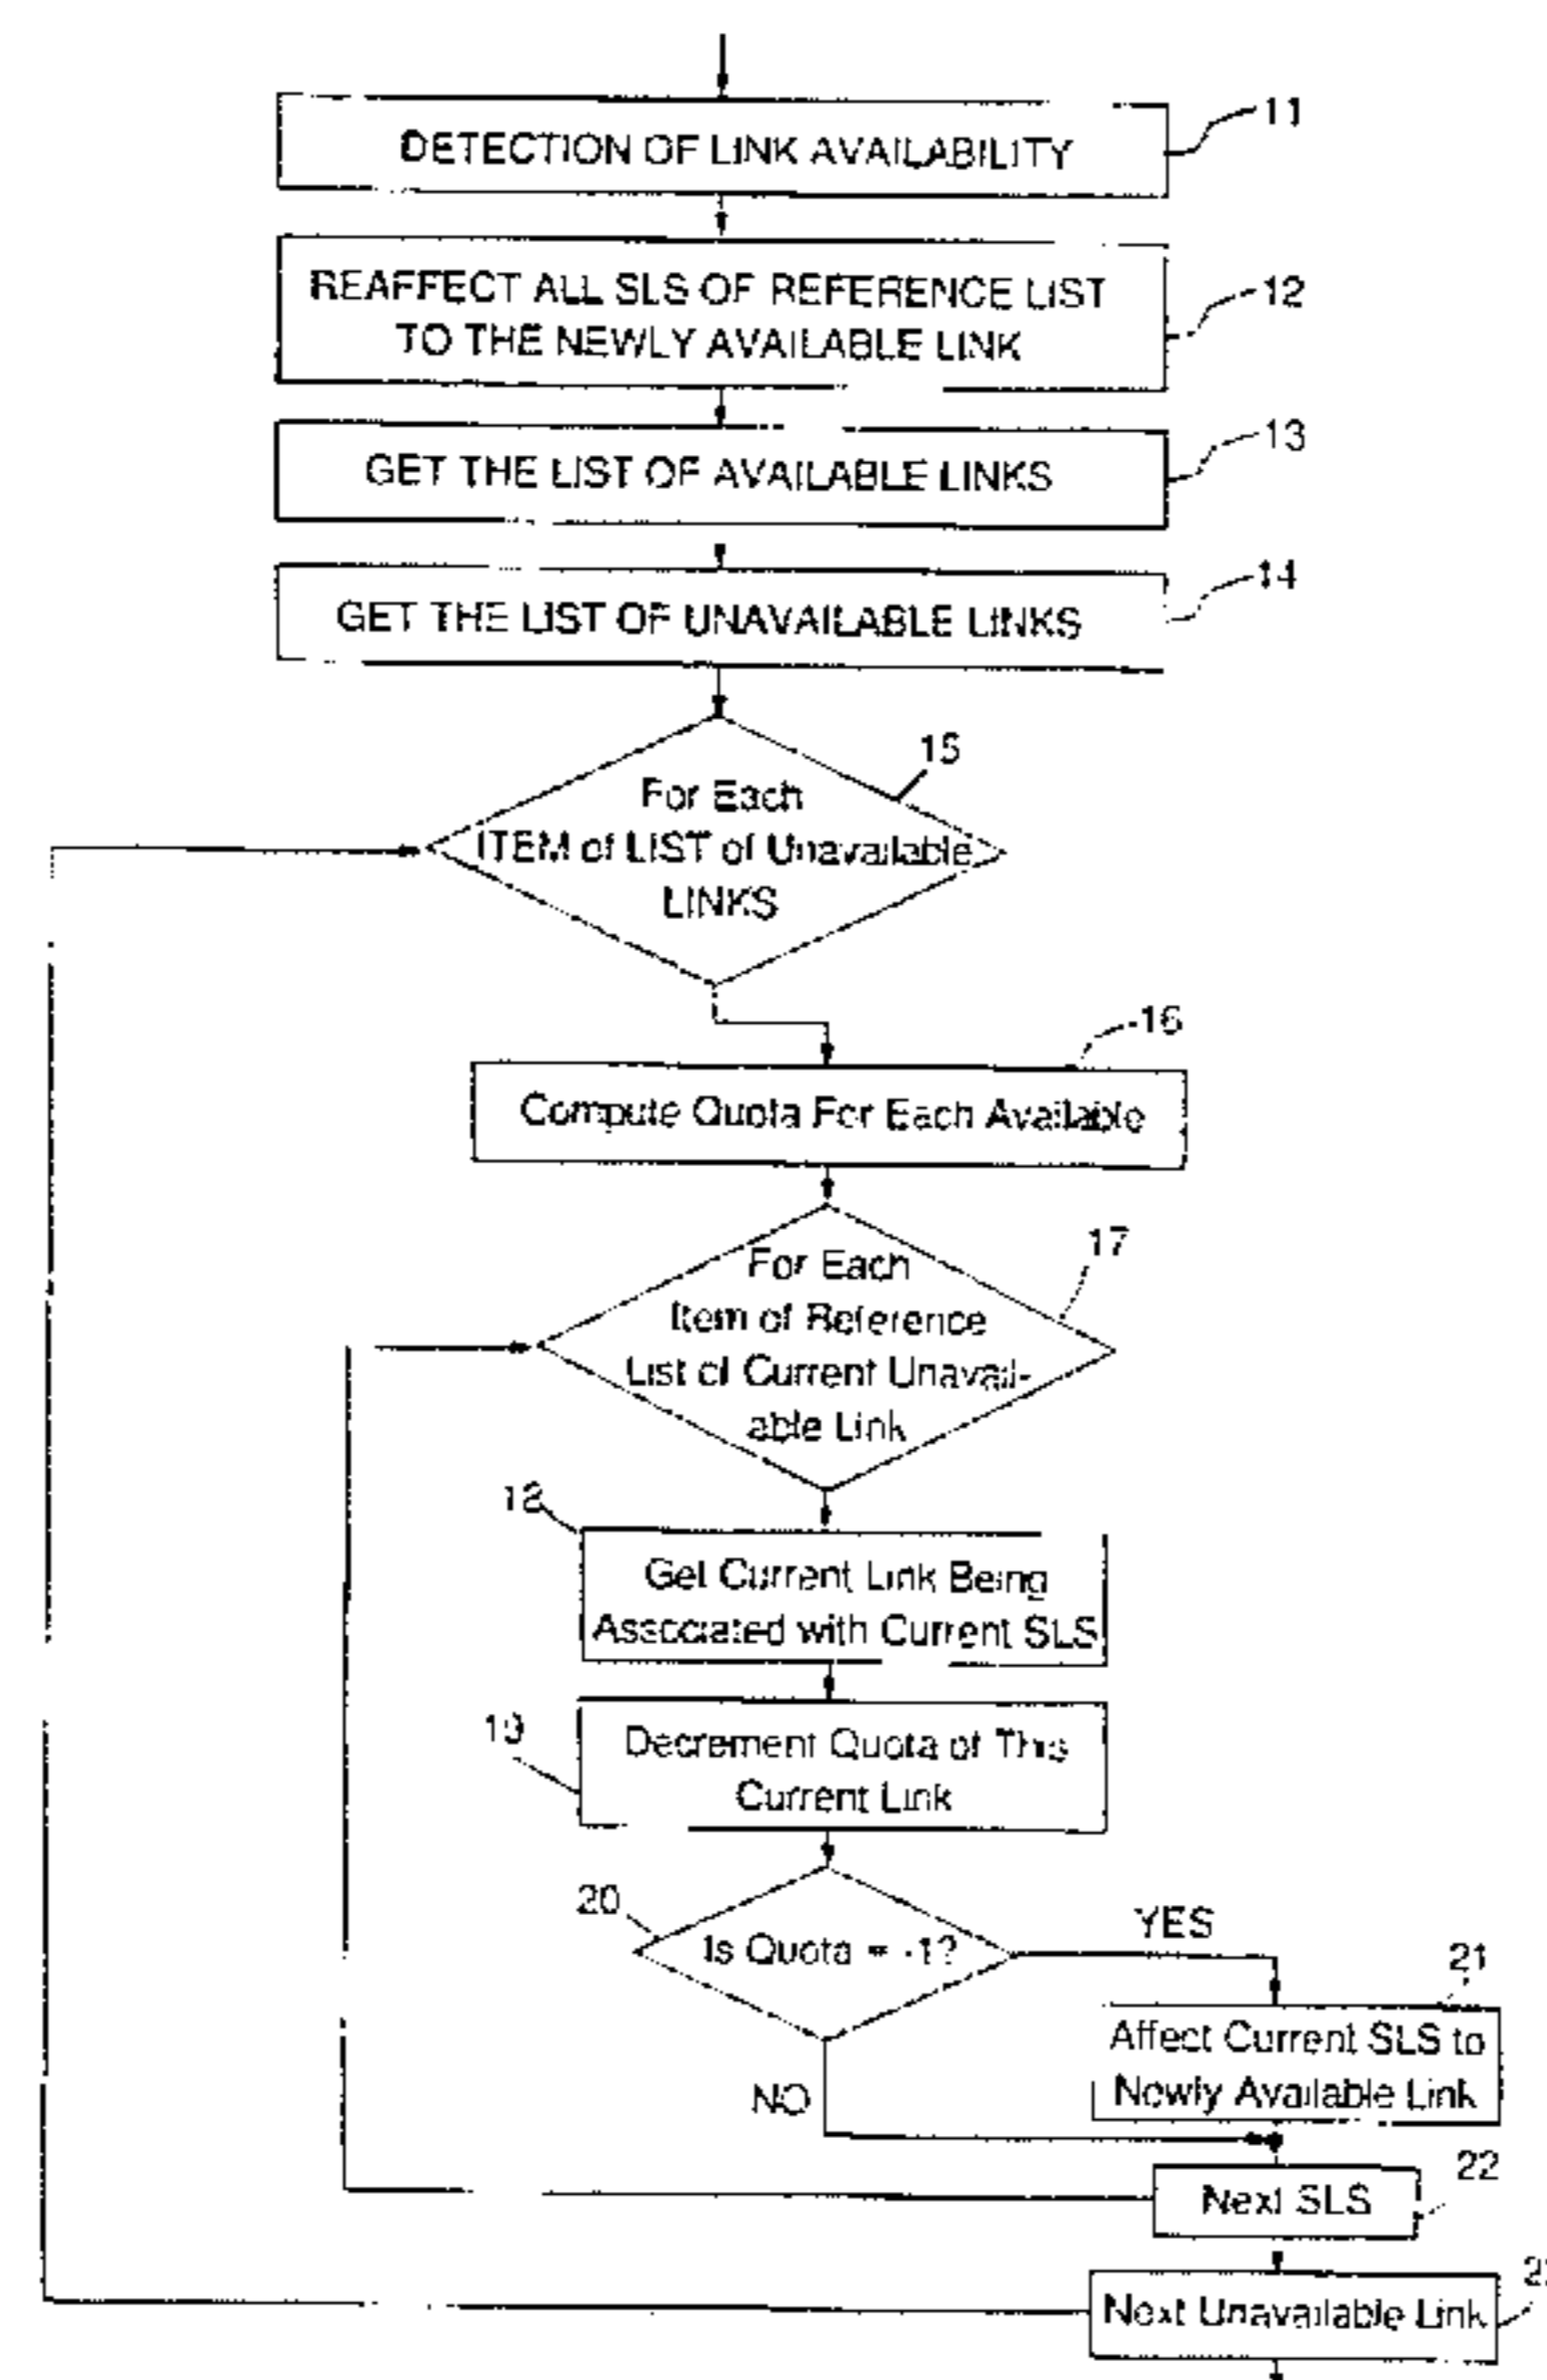 DETECTION OF LINK AVAILABILITY
11
REAFFECT ALL SLS OF REFERENCE LIST
TO THE NEWLY AVAILABLE LINK
12
GET THE LIST OF AVAILABLE LINKS
13
GET THE LIST OF UNAVAILABLE LINKS
14
15
For Each
ITEM of LIST of Unavailable
LINKS
16
Compute Quota For Each Available
17
For Each
Item of Reference
List of Current Unavail-
able Link
18
Get Current Link Being
Associated with Current SLS
19
Decrement Quota of This
Current Link
20
Is Quota = -1?
YES
NO
21
Affect Current SLS to
Newly Available Link
22
Next SLS
Next Unavailable Link